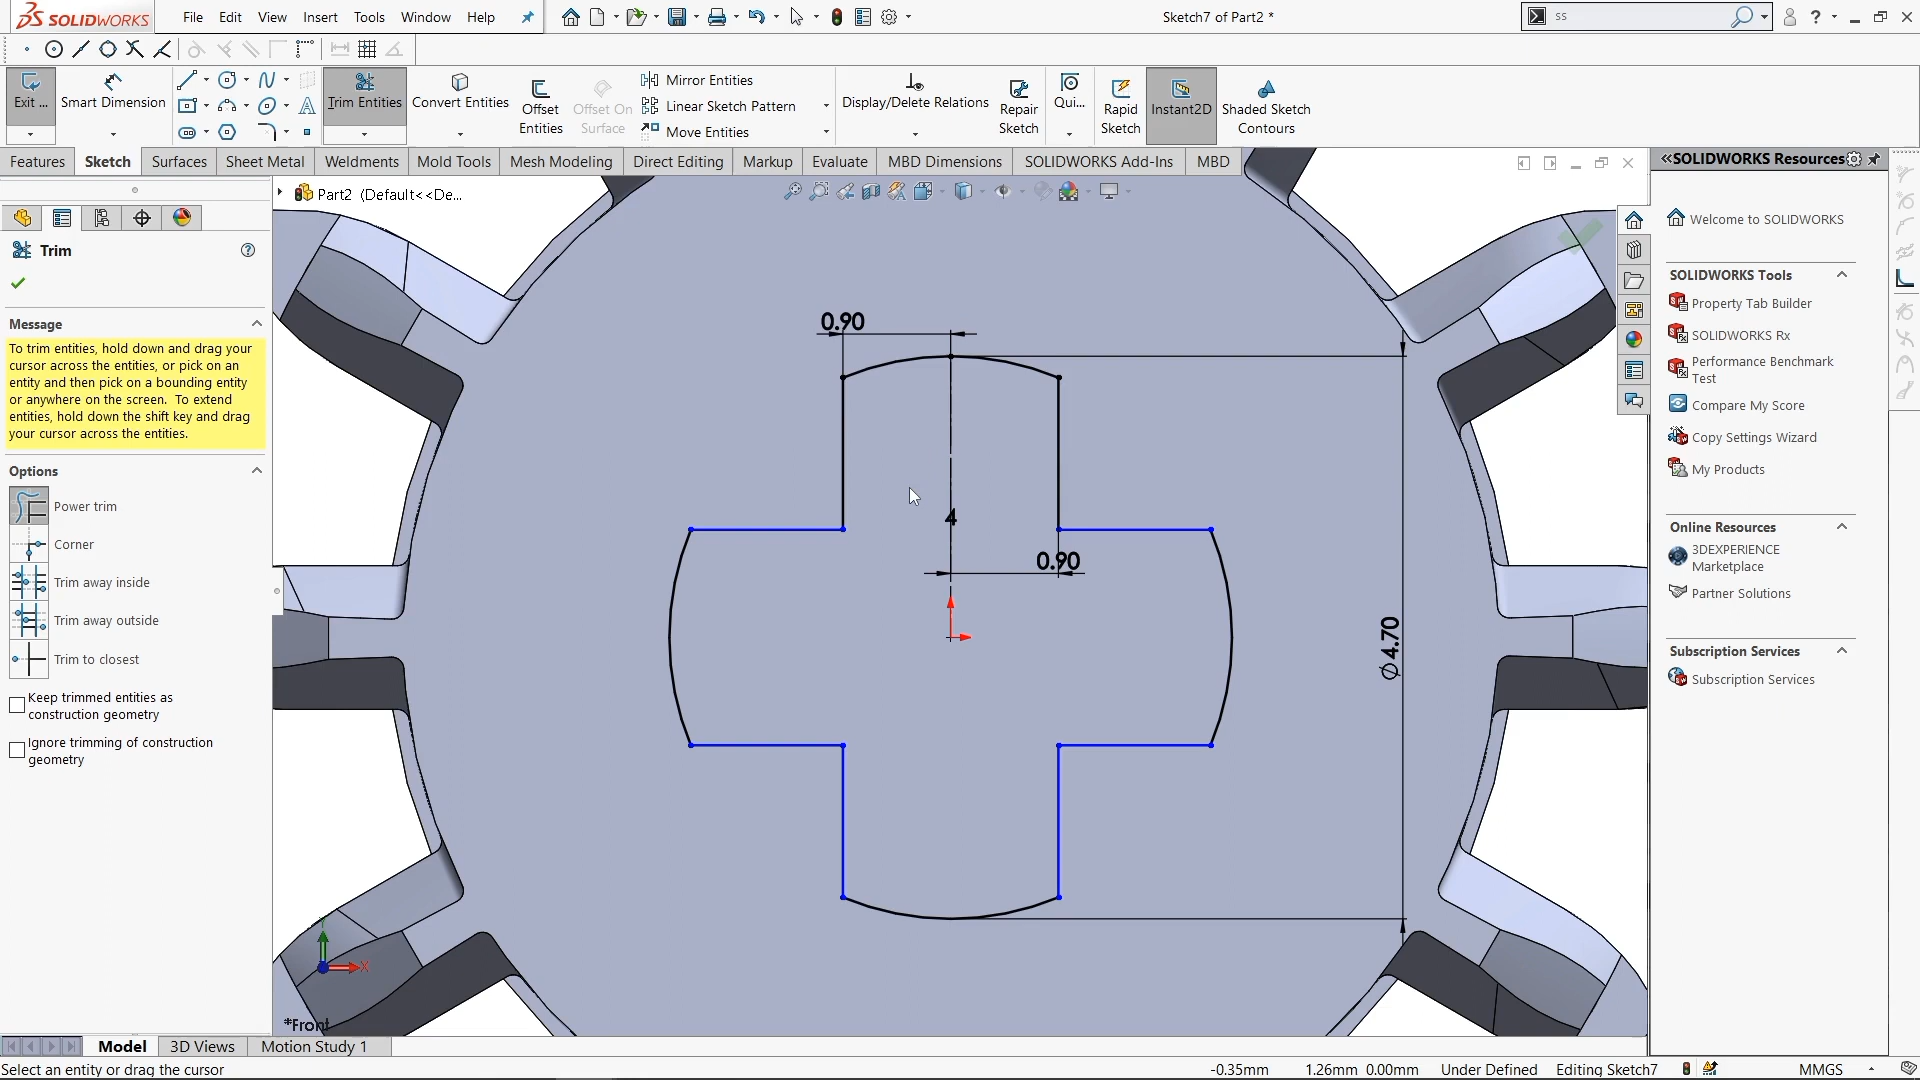 SOLIDWORKS
File Edit View Insert Tools Window Help
Sketch7 of Part2 *
ss
Exit ...
Smart Dimension
Trim Entities
Convert Entities
Offset Entities
Offset On Surface
Mirror Entities
Linear Sketch Pattern
Move Entities
Display/Delete Relations
Repair Sketch
Qui...
Rapid Sketch
Instant2D
Shaded Sketch Contours
Features Sketch Surfaces Sheet Metal Weldments Mold Tools Mesh Modeling Direct Editing Markup Evaluate MBD Dimensions SOLIDWORKS Add-Ins MBD
Part2 (Default<<De...
Trim
Message
To trim entities, hold down and drag your
cursor across the entities, or pick on an
entity and then pick on a bounding entity
or anywhere on the screen. To extend
entities, hold down the shift key and drag
your cursor across the entities.
Options
Power trim
Corner
Trim away inside
Trim away outside
Trim to closest
Keep trimmed entities as
construction geometry
Ignore trimming of construction
geometry
0.90
4
0.90
∅4.70
Y
X
*Front
SOLIDWORKS Resources
Welcome to SOLIDWORKS
SOLIDWORKS Tools
Property Tab Builder
SOLIDWORKS Rx
Performance Benchmark
Test
Compare My Score
Copy Settings Wizard
My Products
Online Resources
3DEXPERIENCE
Marketplace
Partner Solutions
Subscription Services
Subscription Services
Model 3D Views Motion Study 1
Select an entity or drag the cursor
-0.35mm 1.26mm 0.00mm Under Defined Editing Sketch7 MMGS